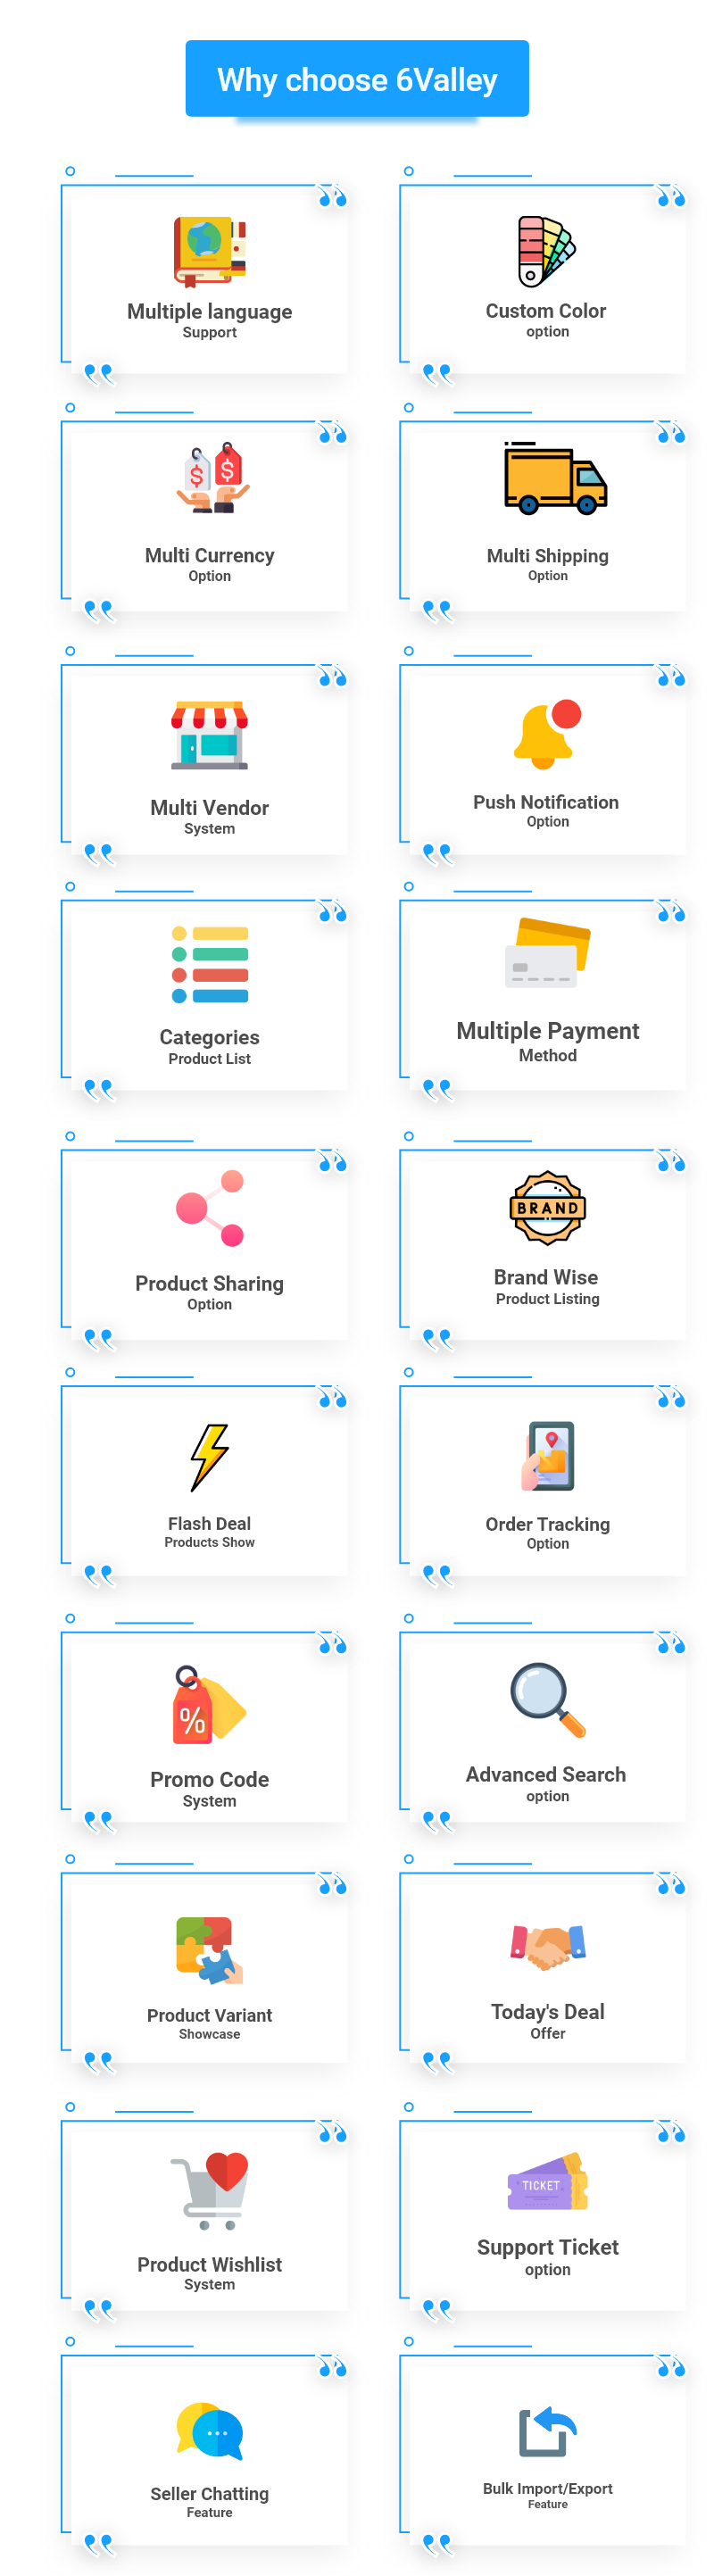 Why choose 6Valley
Multiple language
Support
Custom Color
option
$ $
Multi Currency
Option
Multi Shipping
Option
Multi Vendor
System
Push Notification
Option
Categories
Product List
Multiple Payment
Method
Product Sharing
Option
BRAND
Brand Wise
Product Listing
Flash Deal
Products Show
Order Tracking
Option
%
Promo Code
System
Advanced Search
option
Product Variant
Showcase
Today's Deal
Offer
Product Wishlist
System
TICKET
Support Ticket
option
Seller Chatting
Feature
Bulk Import/Export
Feature